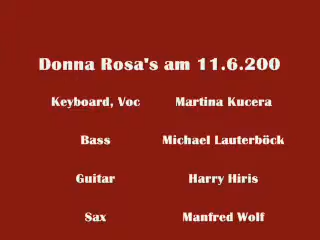 Donna Rosa's am 11.6.200
Keyboard, Voc Martina Kucera
Bass Michael Lauterböck
Guitar Harry Hiris
Sax Manfred Wolf